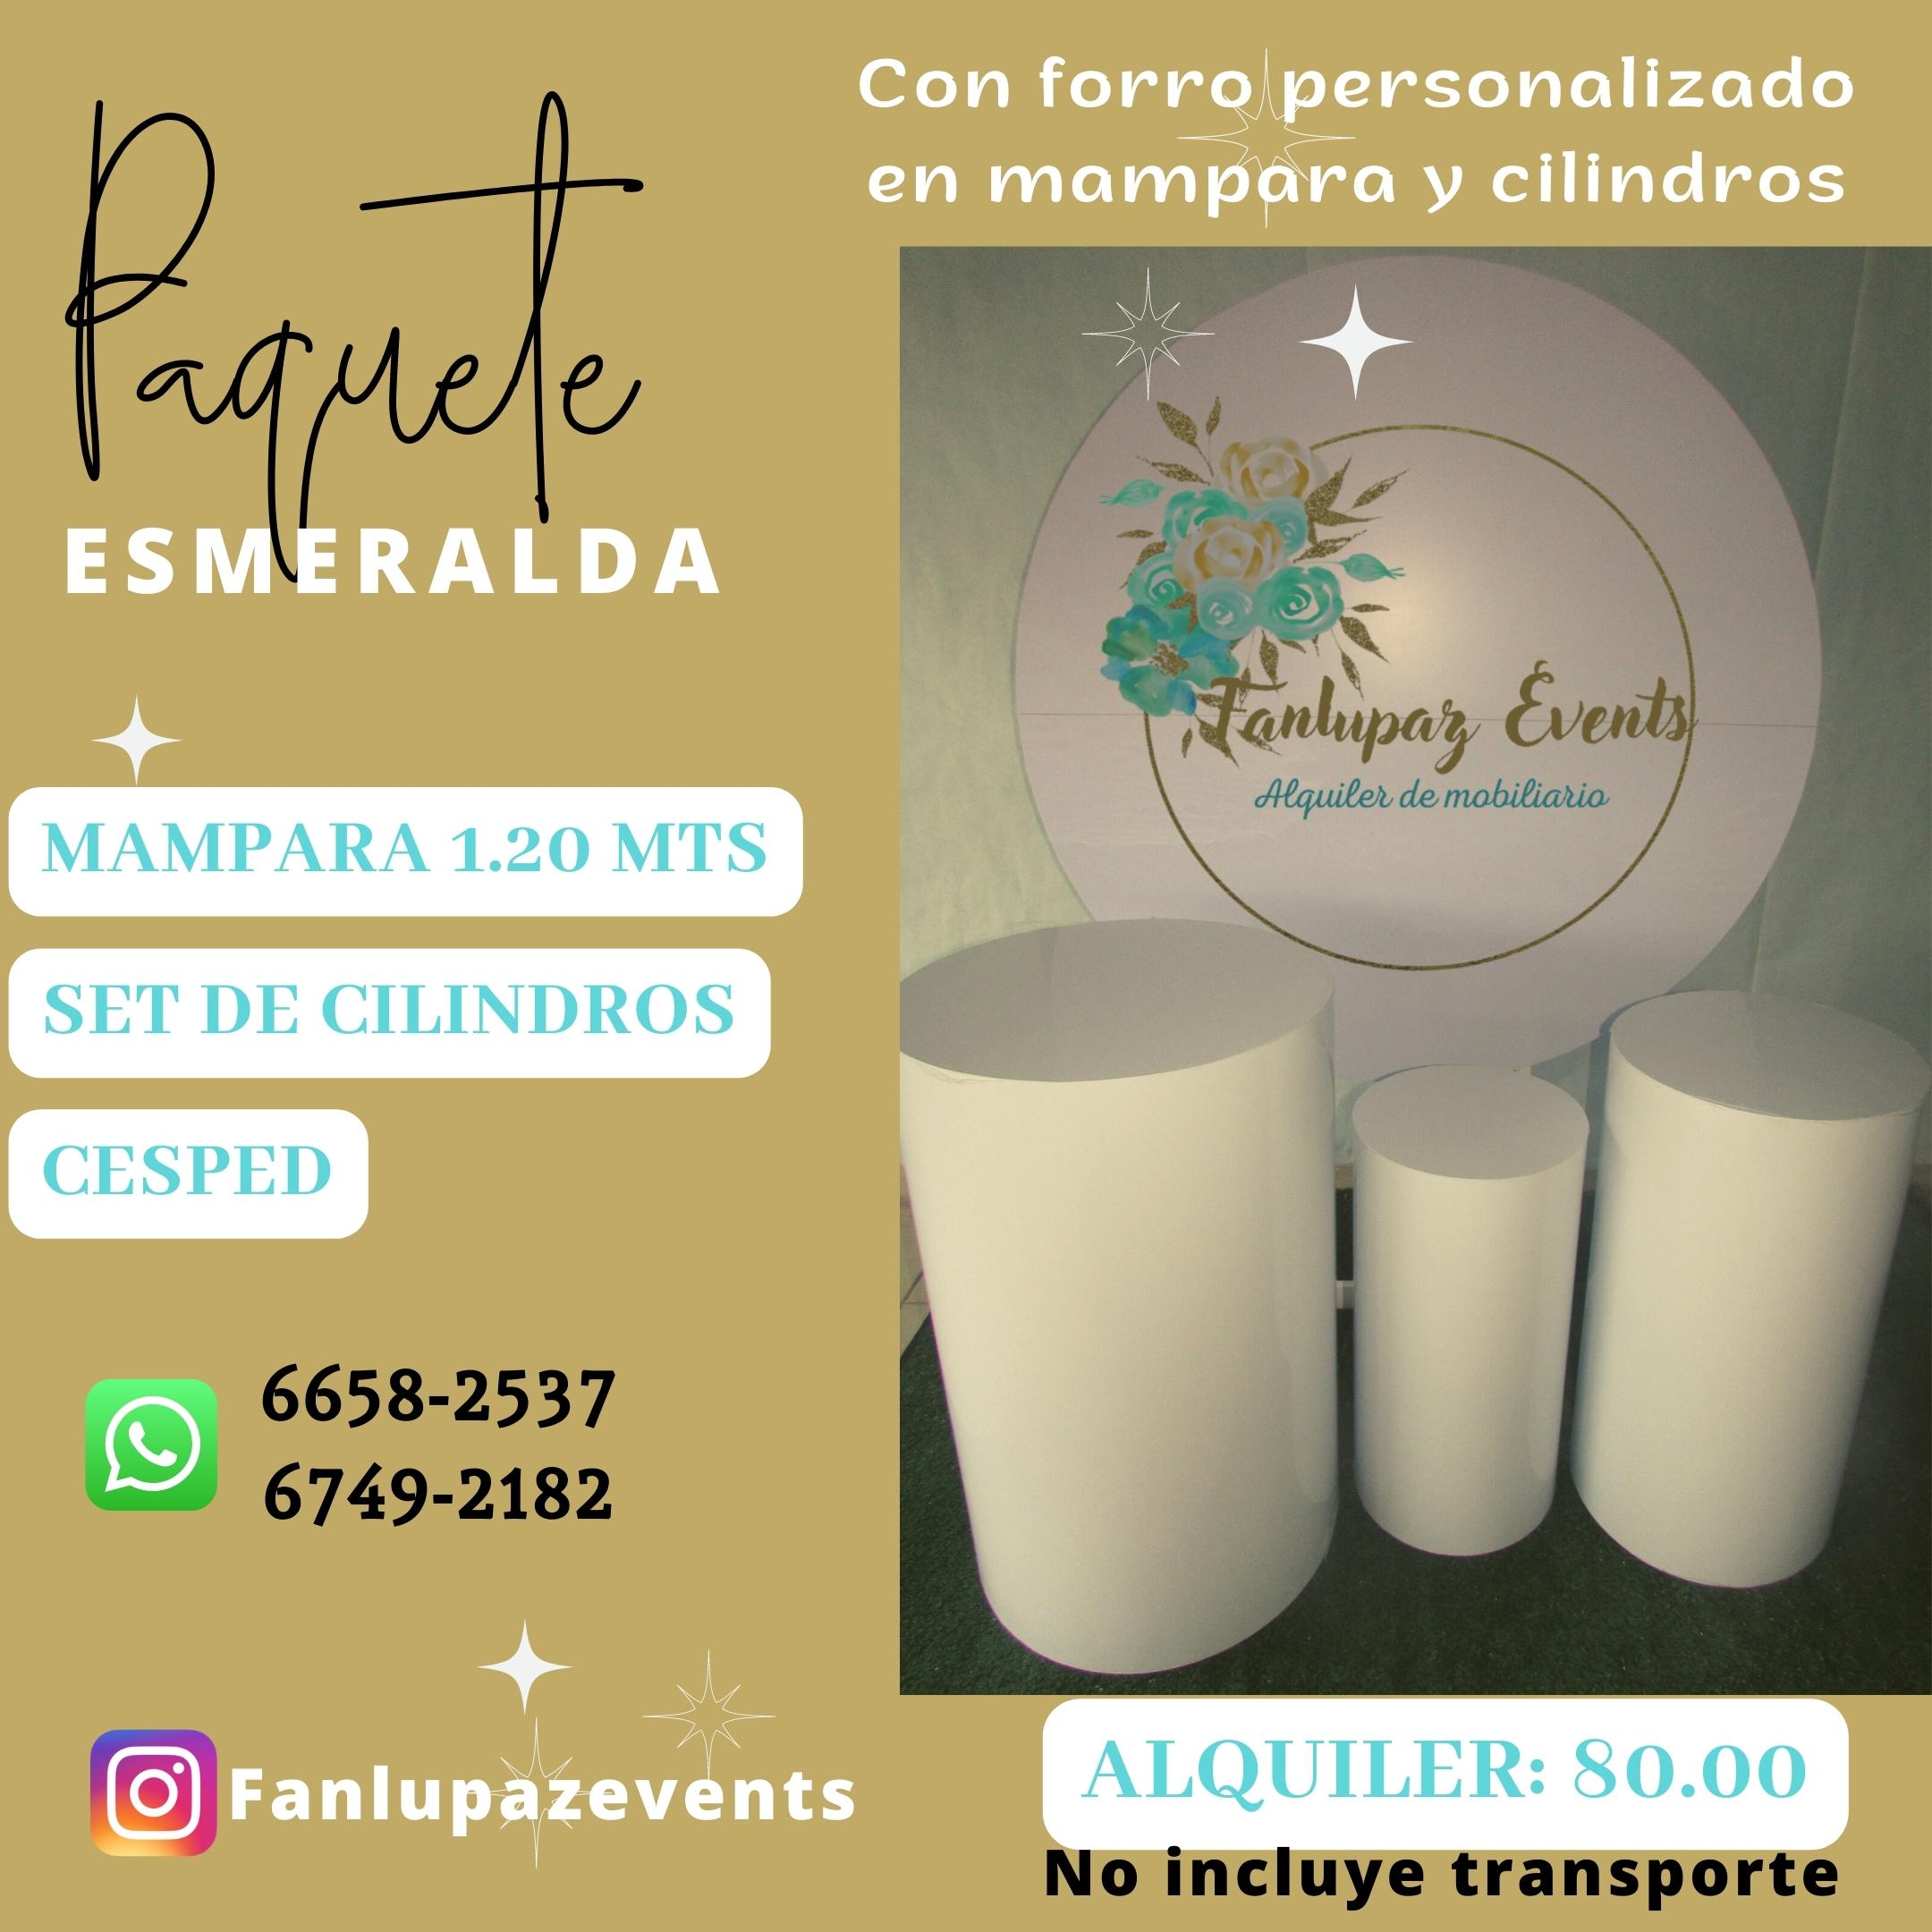 Paquete
ESMERALDA
Con forro personalizado
en mampara y cilindros
Fanlupaz Events
Alquiler de mobiliario
MAMPARA 1.20 MTS
SET DE CILINDROS
CESPED
6658-2537
6749-2182
Fanlupazevents
ALQUILER: 80.00
No incluye transporte